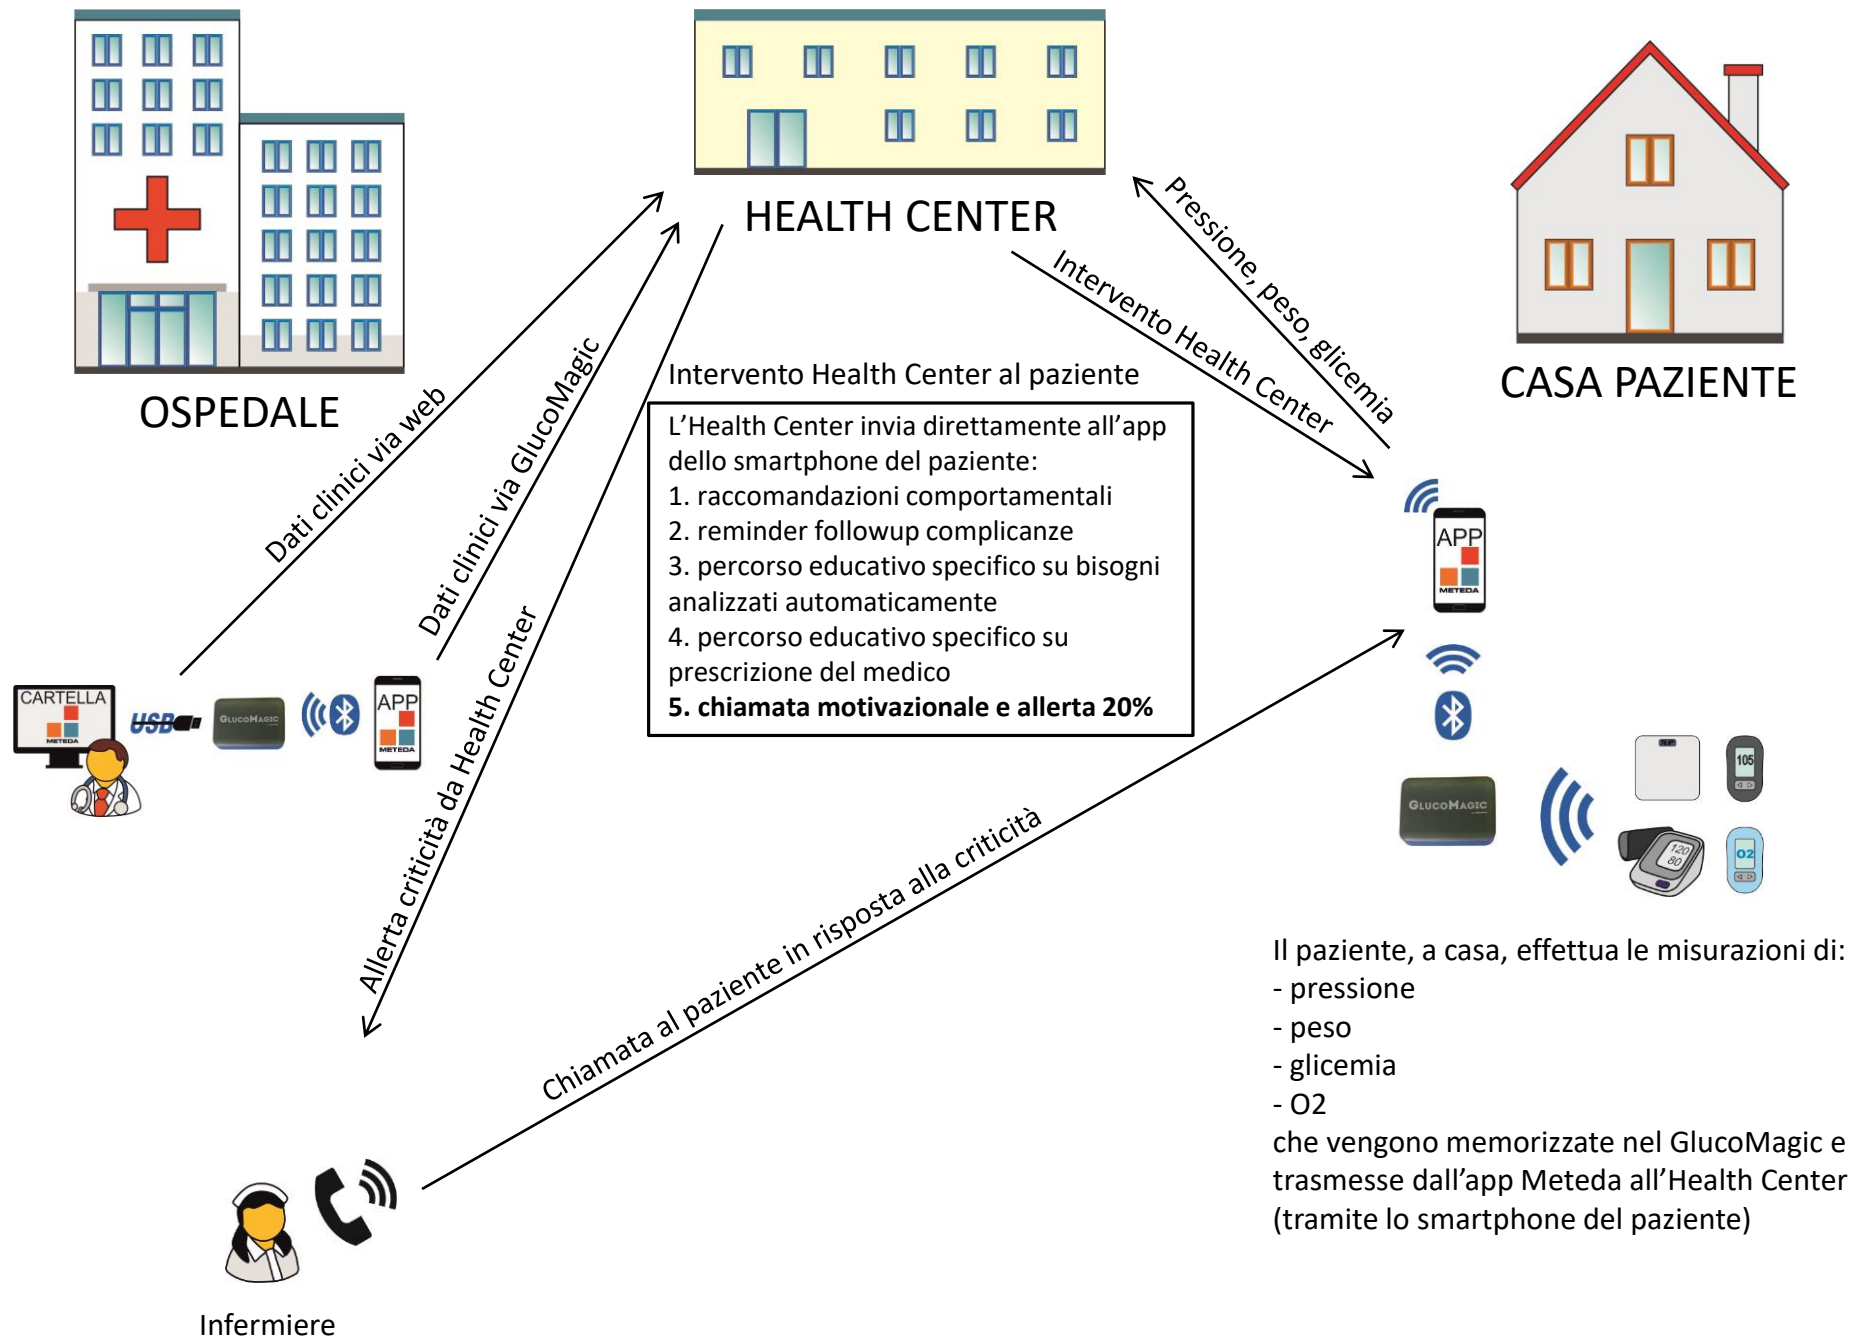 OSPEDALE
HEALTH CENTER
CASA PAZIENTE
Dati clinici via web
Dati clinici via GlucoMagic
Allerta criticità da Health Center
Intervento Health Center
Pressione, peso, glicemia
Intervento Health Center al paziente
L’Health Center invia direttamente all’app
dello smartphone del paziente:
1. raccomandazioni comportamentali
2. reminder followup complicanze
3. percorso educativo specifico su bisogni
analizzati automaticamente
4. percorso educativo specifico su
prescrizione del medico
5. chiamata motivazionale e allerta 20%
CARTELLA
METEDA
USB
GLUCOMAGIC
APP
METEDA
APP
METEDA
GLUCOMAGIC
105
120
80
O2
Chiamata al paziente in risposta alla criticità
Il paziente, a casa, effettua le misurazioni di:
- pressione
- peso
- glicemia
- O2
che vengono memorizzate nel GlucoMagic e
trasmesse dall’app Meteda all’Health Center
(tramite lo smartphone del paziente)
Infermiere